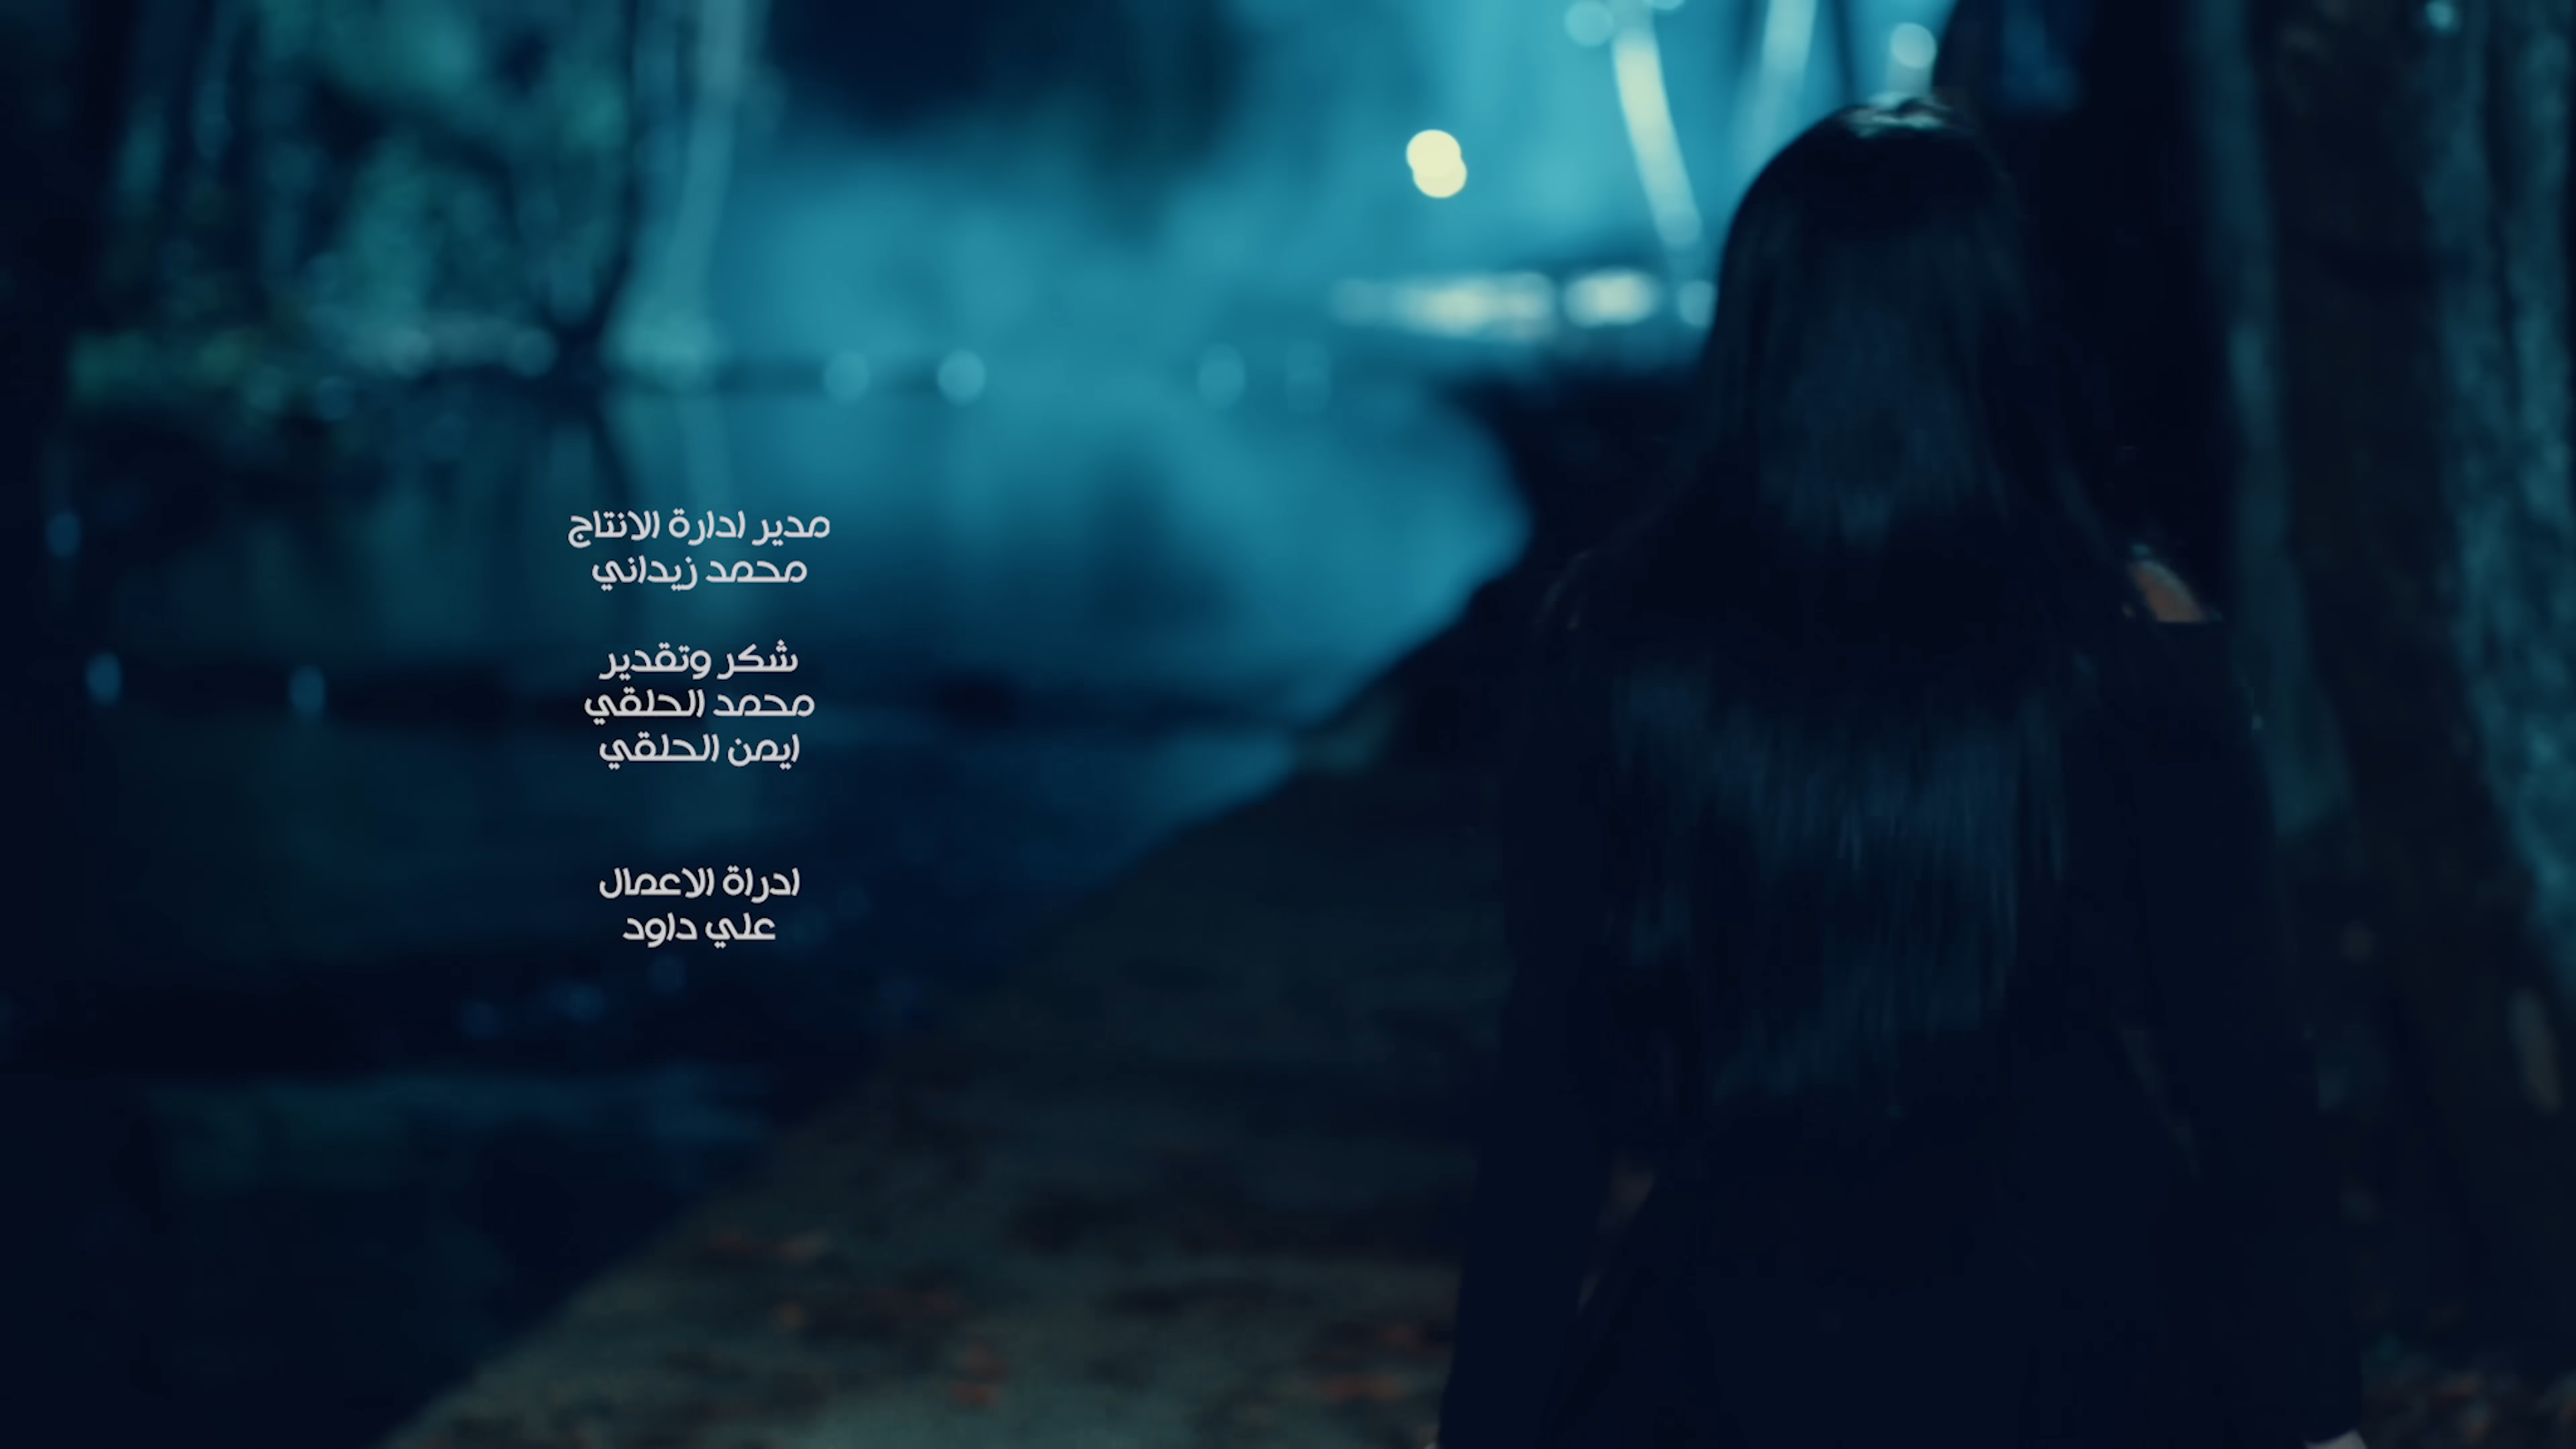 مدير ادارة الانتاج
محمد زيداني
شكر وتقدير
محمد الحلقي
ايمن الحلقي
ادراة الاعمال
علي داود